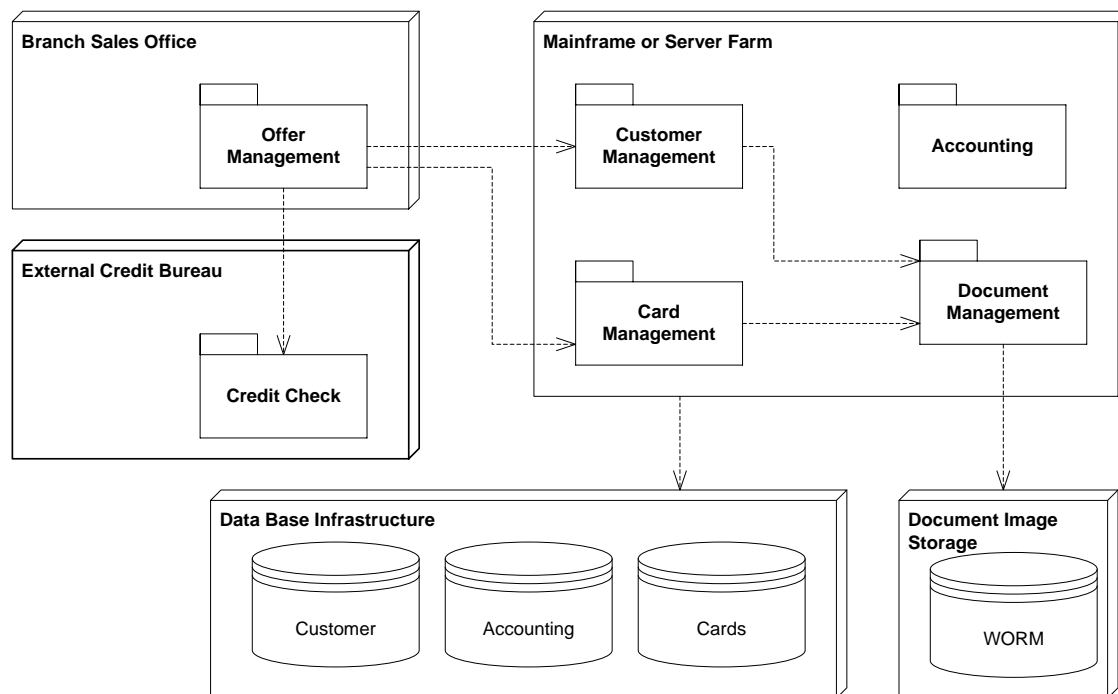 Branch Sales Office
Offer
Management
Mainframe or Server Farm
Customer
Management
Accounting
External Credit Bureau
Credit Check
Card
Management
Document
Management
Data Base Infrastructure
Customer
Accounting
Cards
Document Image
Storage
WORM